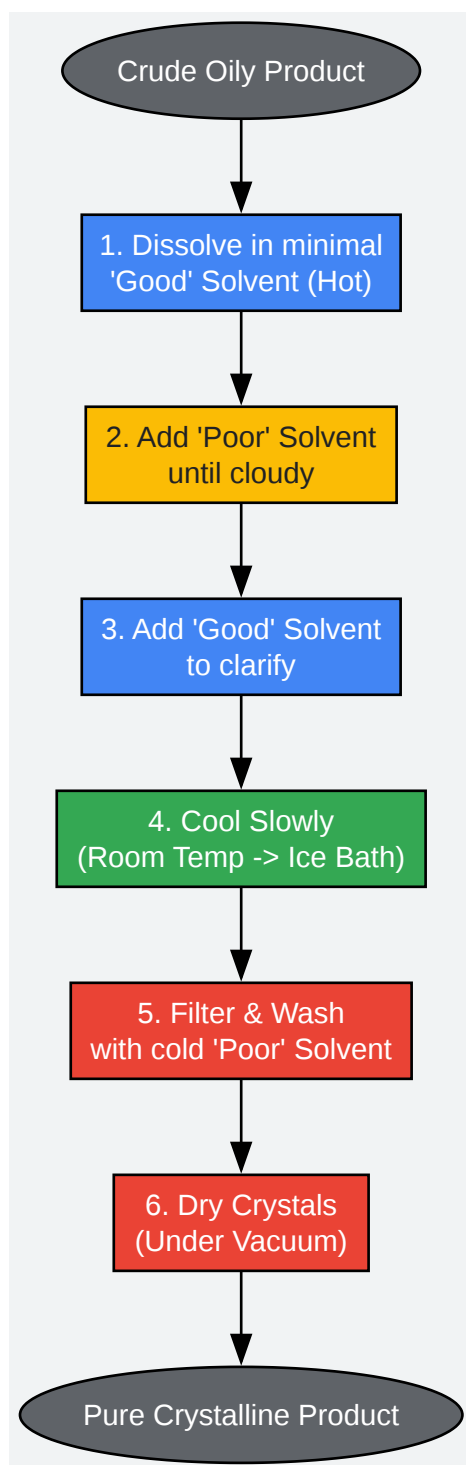 Crude Oily Product
1. Dissolve in minimal
'Good' Solvent (Hot)
2. Add 'Poor' Solvent
until cloudy
3. Add 'Good' Solvent
to clarify
4. Cool Slowly
(Room Temp -> Ice Bath)
5. Filter & Wash
with cold 'Poor' Solvent
6. Dry Crystals
(Under Vacuum)
Pure Crystalline Product